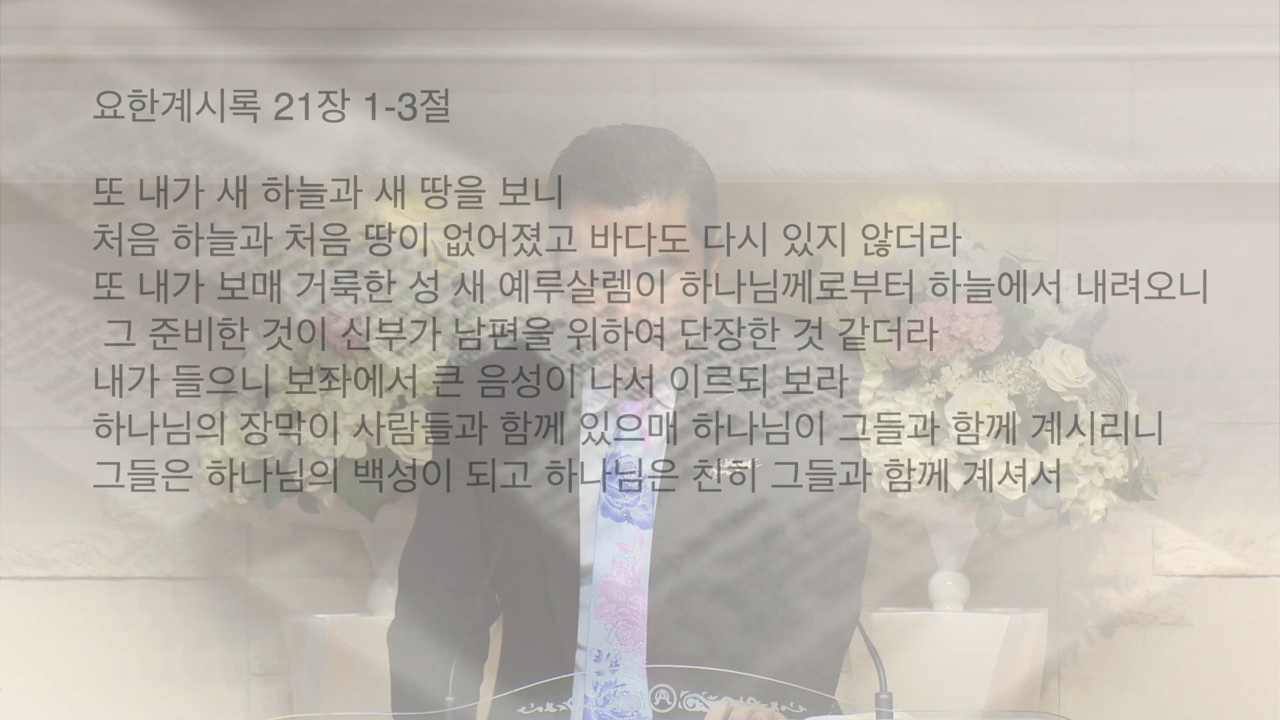 요한계시록 21장 1-3절
또 내가 새 하늘과 새 땅을 보니
처음 하늘과 처음 땅이 없어졌고 바다도 다시 있지 않더라
또 내가 보매 거룩한 성 새 예루살렘이 하나님께로부터 하늘에서 내려오니
그 준비한 것이 신부가 남편을 위하여 단장한 것 같더라
내가 들으니 보좌에서 큰 음성이 나서 이르되 보라
하나님의 장막이 사람들과 함께 있으매 하나님이 그들과 함께 계시리니
그들은 하나님의 백성이 되고 하나님은 친히 그들과 함께 계셔서